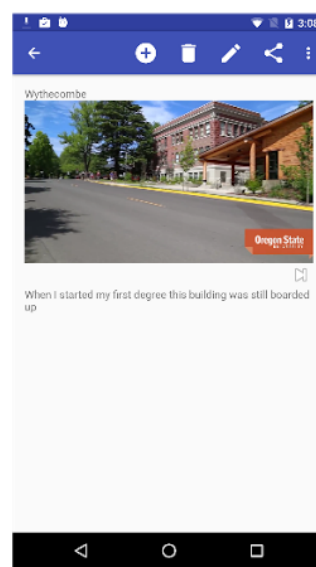 3:08
Wythecombe
Oregon State
When I started my first degree this building was still boarded
up